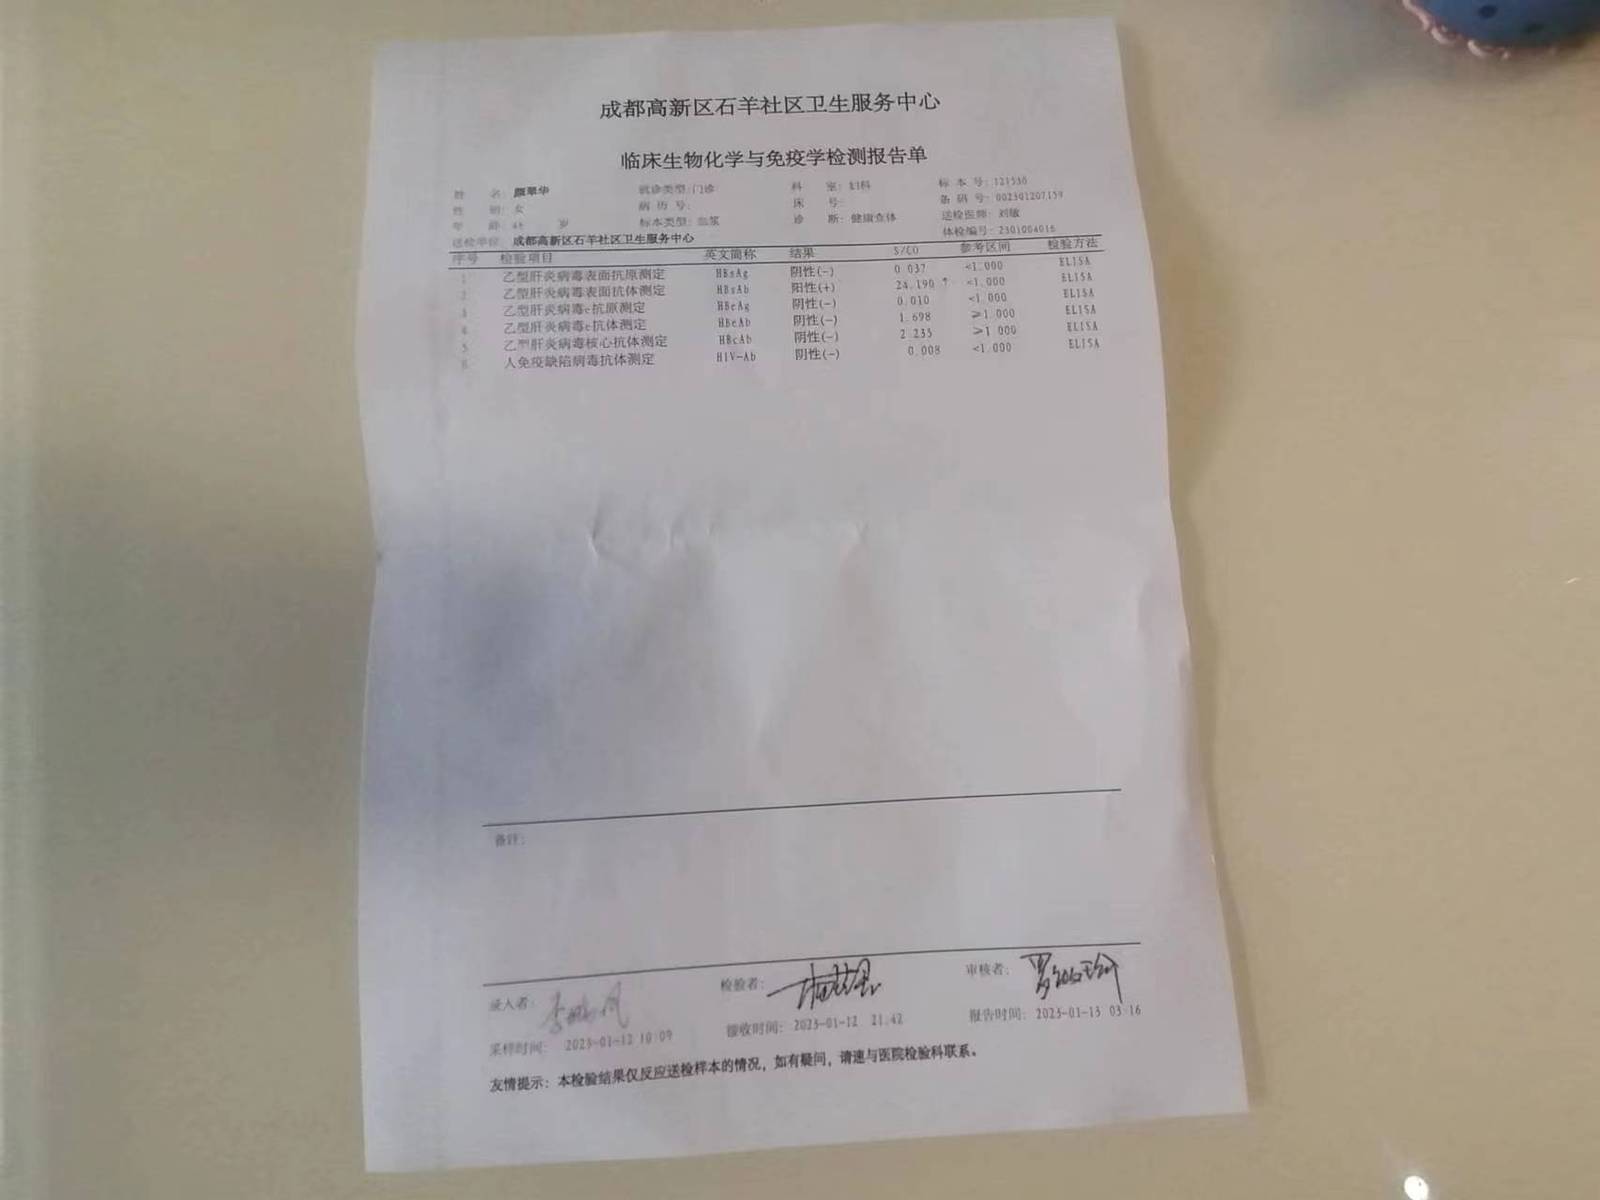 成都高新区石羊社区卫生服务中心
临床生物化学与免疫学检测报告单
姓 名: 颜翠华 就诊类型: 门诊 科 室: 妇科 标 本 号: 121530
性 别: 女 病 历 号: 床 号: 条 码 号: 002301207159
年 龄: 岁 标本类型: 血浆 诊 断: 健康查体 送检医师: 刘敏
送检单位: 成都高新区石羊社区卫生服务中心 体检编号: 2301004016
序号 检验项目 英文简称 结果 S/CO 参考区间 检验方法
1 乙型肝炎病毒表面抗原测定 HBsAg 阴性(-) 0.037 <1.000 ELISA
2 乙型肝炎病毒表面抗体测定 HBsAb 阳性(+) 24.190 ↑ <1.000 ELISA
3 乙型肝炎病毒e抗原测定 HBeAg 阴性(-) 0.010 <1.000 ELISA
4 乙型肝炎病毒e抗体测定 HBeAb 阴性(-) 1.698 ≥1.000 ELISA
5 乙型肝炎病毒核心抗体测定 HBcAb 阴性(-) 2.235 ≥1.000 ELISA
6 人免疫缺陷病毒抗体测定 HIV-Ab 阴性(-) 0.008 <1.000 ELISA
备注:
录入者: 检验者: 审核者:
采样时间: 2023-01-12 10:09 接收时间: 2023-01-12 21:42 报告时间: 2023-01-13 03:16
友情提示: 本检验结果仅反应送检样本的情况, 如有疑问, 请速与医院检验科联系。